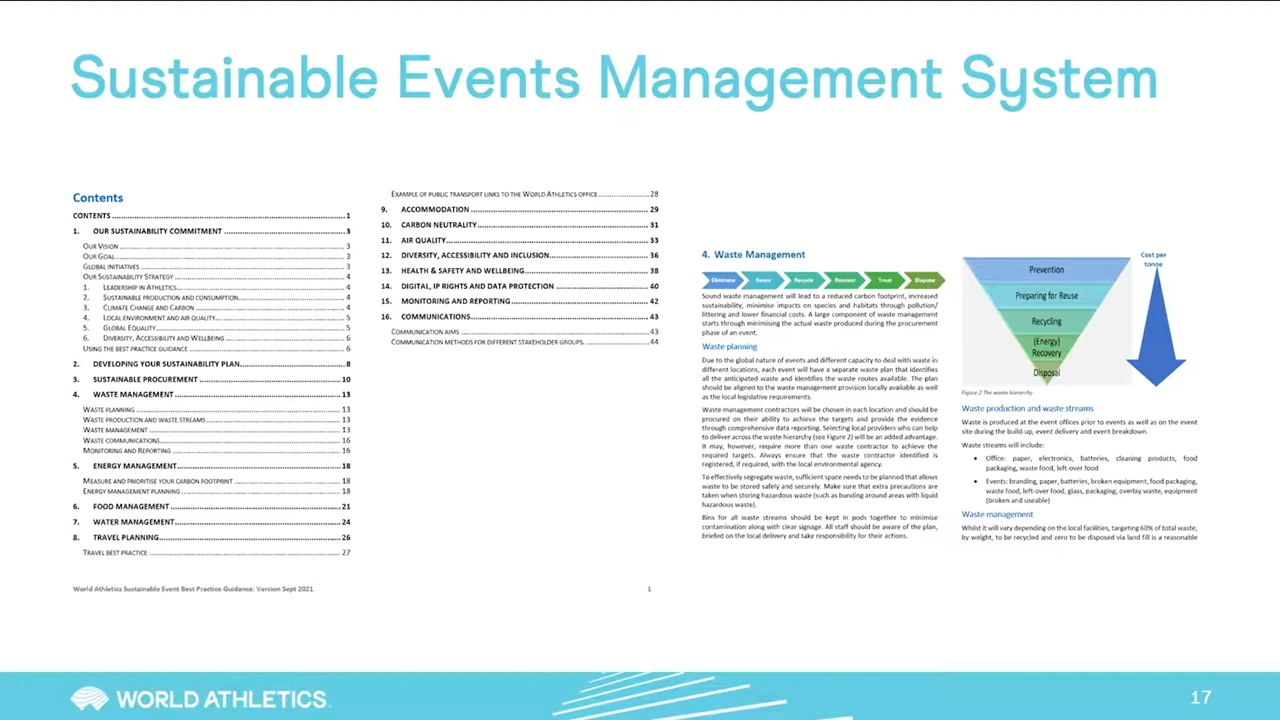 Sustainable Events Management System
Contents
CONTENTS ........ 1
1. OUR SUSTAINABILITY COMMITMENT ........ 3
OUR VISION ........ 3
OUR GOAL ........ 3
GLOBAL INITIATIVES ........ 3
OUR SUSTAINABILITY STRATEGY ........ 4
1. LEADERSHIP IN ATHLETICS ........ 4
2. SUSTAINABLE PRODUCTION AND CONSUMPTION ........ 4
3. CLIMATE CHANGE AND CARBON ........ 4
4. LOCAL ENVIRONMENT AND AIR QUALITY ........ 5
5. GLOBAL EQUALITY ........ 5
6. DIVERSITY, ACCESSIBILITY AND WELLBEING ........ 6
USING THE BEST PRACTICE GUIDANCE ........ 6
2. DEVELOPING YOUR SUSTAINABILITY PLAN ........ 8
3. SUSTAINABLE PROCUREMENT ........ 10
4. WASTE MANAGEMENT ........ 13
WASTE PLANNING ........ 13
WASTE PRODUCTION AND WASTE STREAMS ........ 13
WASTE MANAGEMENT ........ 13
WASTE COMMUNICATIONS ........ 16
MONITORING AND REPORTING ........ 16
5. ENERGY MANAGEMENT ........ 18
MEASURE AND PRIORITISE YOUR CARBON FOOTPRINT ........ 18
ENERGY MANAGEMENT PLANNING ........ 18
6. FOOD MANAGEMENT ........ 21
7. WATER MANAGEMENT ........ 24
8. TRAVEL PLANNING ........ 26
TRAVEL BEST PRACTICE ........ 27
EXAMPLE OF PUBLIC TRANSPORT LINKS TO THE WORLD ATHLETICS OFFICE ........ 28
9. ACCOMMODATION ........ 29
10. CARBON NEUTRALITY ........ 31
11. AIR QUALITY ........ 33
12. DIVERSITY, ACCESSIBILITY AND INCLUSION ........ 36
13. HEALTH & SAFETY AND WELLBEING ........ 38
14. DIGITAL, IP RIGHTS AND DATA PROTECTION ........ 40
15. MONITORING AND REPORTING ........ 42
16. COMMUNICATIONS ........ 43
COMMUNICATION AIMS ........ 43
COMMUNICATION METHODS FOR DIFFERENT STAKEHOLDER GROUPS. ........ 44
World Athletics Sustainable Event Best Practice Guidance: Version Sept 2021
1
4. Waste Management
Eliminate Reuse Recycle Recover Treat Dispose
Sound waste management will lead to a reduced carbon footprint, increased
sustainability, minimise impacts on species and habitats through pollution/
littering and lower financial costs. A large component of waste management
starts through minimising the actual waste produced during the procurement
phase of an event.
Waste planning
Due to the global nature of events and different capacity to deal with waste in
different locations, each event will have a separate waste plan that identifies
all the anticipated waste and identifies the waste routes available. The plan
should be aligned to the waste management provision locally available as well
as the local legislative requirements.
Waste management contractors will be chosen in each location and should be
procured on their ability to achieve the targets and provide the evidence
through comprehensive data reporting. Selecting local providers who can help
to deliver across the waste hierarchy (see Figure 2) will be an added advantage.
It may, however, require more than one waste contractor to achieve the
required targets. Always ensure that the waste contractor identified is
registered, if required, with the local environmental agency.
To effectively segregate waste, sufficient space needs to be planned that allows
waste to be stored safely and securely. Make sure that extra precautions are
taken when storing hazardous waste (such as bunding around areas with liquid
hazardous waste).
Bins for all waste streams should be kept in pods together to minimise
contamination along with clear signage. All staff should be aware of the plan,
briefed on the local delivery and take responsibility for their actions.
Prevention
Preparing for Reuse
Recycling
(Energy)
Recovery
Disposal
Cost per
tonne
Figure 2 The waste hierarchy
Waste production and waste streams
Waste is produced at the event offices prior to events as well as on the event
site during the build-up, event delivery and event breakdown.
Waste streams will include:
• Office: paper, electronics, batteries, cleaning products, food
packaging, waste food, left-over food
• Events: branding, paper, batteries, broken equipment, food packaging,
waste food, left-over food, glass, packaging, overlay waste, equipment
(broken and useable)
Waste management
Whilst it will vary depending on the local facilities, targeting 60% of total waste,
by weight, to be recycled and zero to be disposed via land fill is a reasonable
WORLD ATHLETICS
17